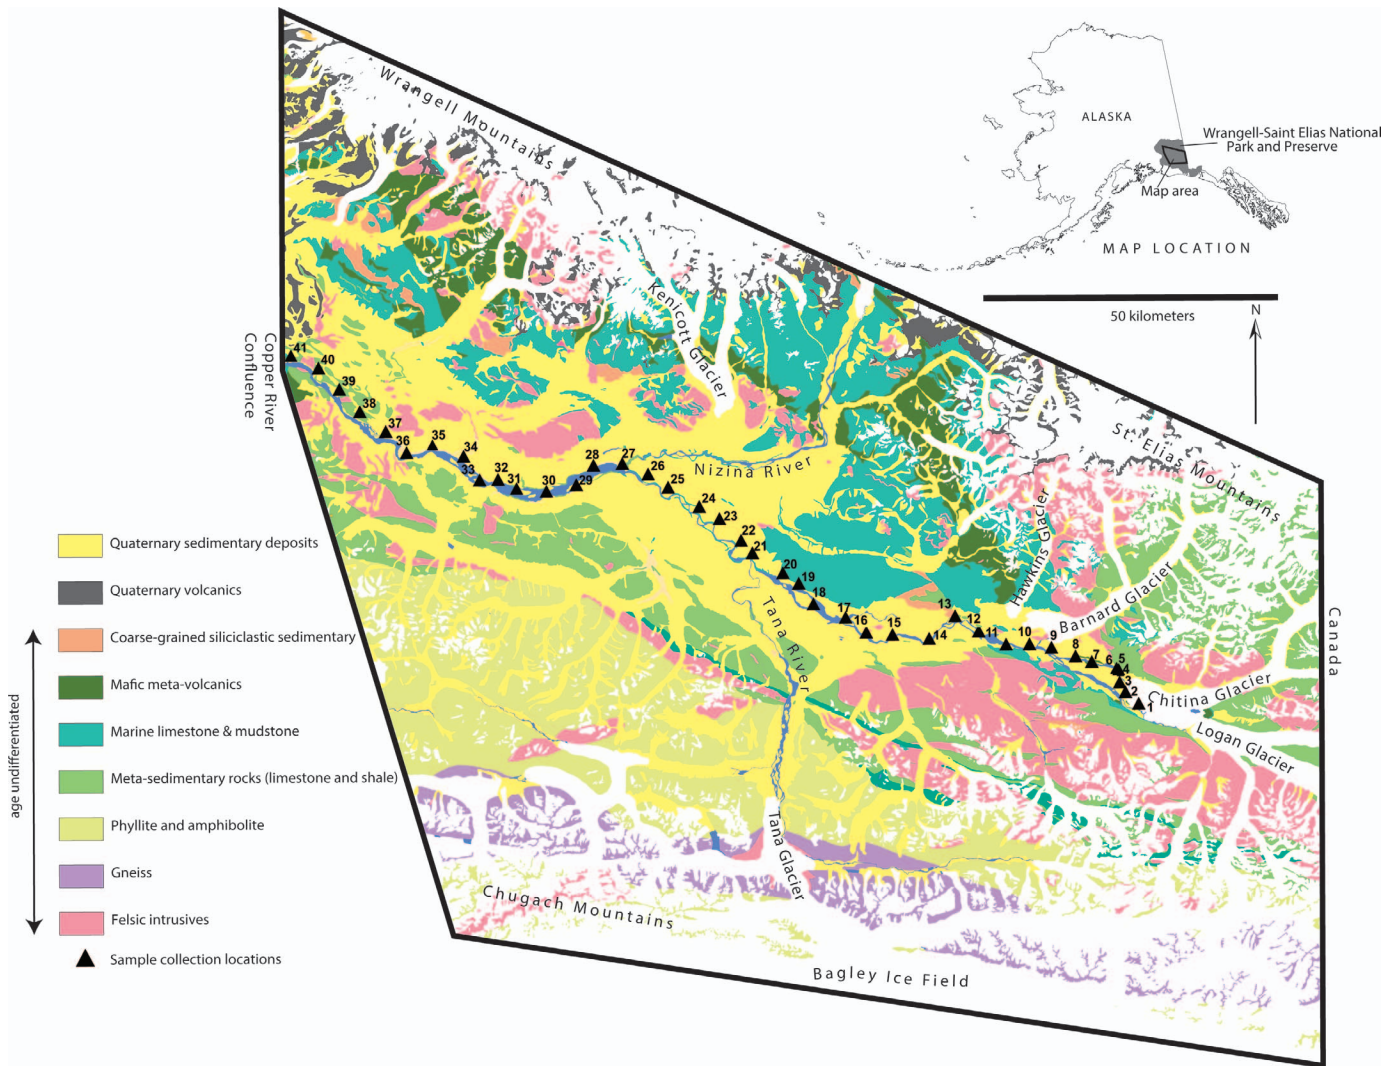 Wrangell Mountains
ALASKA
Wrangell-Saint Elias National
Park and Preserve
Map area
MAP LOCATION
50 kilometers
N
Kenicott Glacier
Copper River
Confluence
41
40
39
38
37
36
35
34
33
32
31
30
29
28
27
26
25
24
23
22
21
20
19
18
17
16
15
14
13
12
11
10
9
8
7
6
5
4
3
2
1
Nizina River
St. Elias Mountains
Hawkins Glacier
Barnard Glacier
Canada
Tana River
Chitina Glacier
Logan Glacier
Tana Glacier
Chugach Mountains
Bagley Ice Field
Quaternary sedimentary deposits
Quaternary volcanics
Coarse-grained siliciclastic sedimentary
Mafic meta-volcanics
Marine limestone & mudstone
Meta-sedimentary rocks (limestone and shale)
Phyllite and amphibolite
Gneiss
Felsic intrusives
Sample collection locations
age undifferentiated